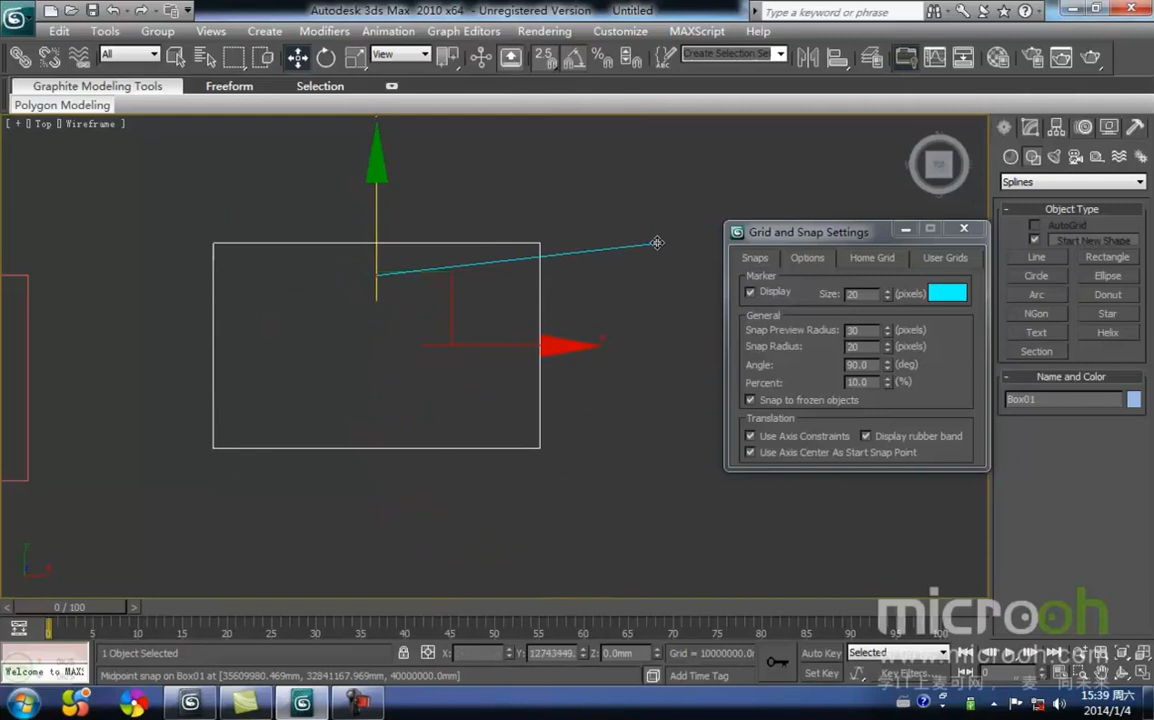 Autodesk 3ds Max 2010 x64 - Unregistered Version Untitled
Type a keyword or phrase
Edit Tools Group Views Create Modifiers Animation Graph Editors Rendering Customize MAXScript Help
All View 2.5 Create Selection Set
Graphite Modeling Tools Freeform Selection
Polygon Modeling
[ + ] Top [] Wireframe ]
Splines
Object Type
AutoGrid
Start New Shape
Line Rectangle
Circle Ellipse
Arc Donut
NGon Star
Text Helix
Section
Name and Color
Box01
Grid and Snap Settings
Snaps Options Home Grid User Grids
Marker
Display Size: 20 (pixels)
General
Snap Preview Radius: 30 (pixels)
Snap Radius: 20 (pixels)
Angle: 90.0 (deg)
Percent: 10.0 (%)
Snap to frozen objects
Translation
Use Axis Constraints Display rubber band
Use Axis Center As Start Snap Point
microoh
www.microoh.com
0 / 100
0 5 10 15 20 25 30 35 40 45 50 55 60 65 70 75 80 85 90 95 100
1 Object Selected X: Y: 12743449. Z: 0.0mm Grid = 10000000.0 Auto Key Selected
Welcome to MAX Midpoint snap on Box01 at [35609980.469mm, 32841167.969mm, 40000000.0mm] Add Time Tag Set Key Key Filters... 0
15:39 周六
2014/1/4